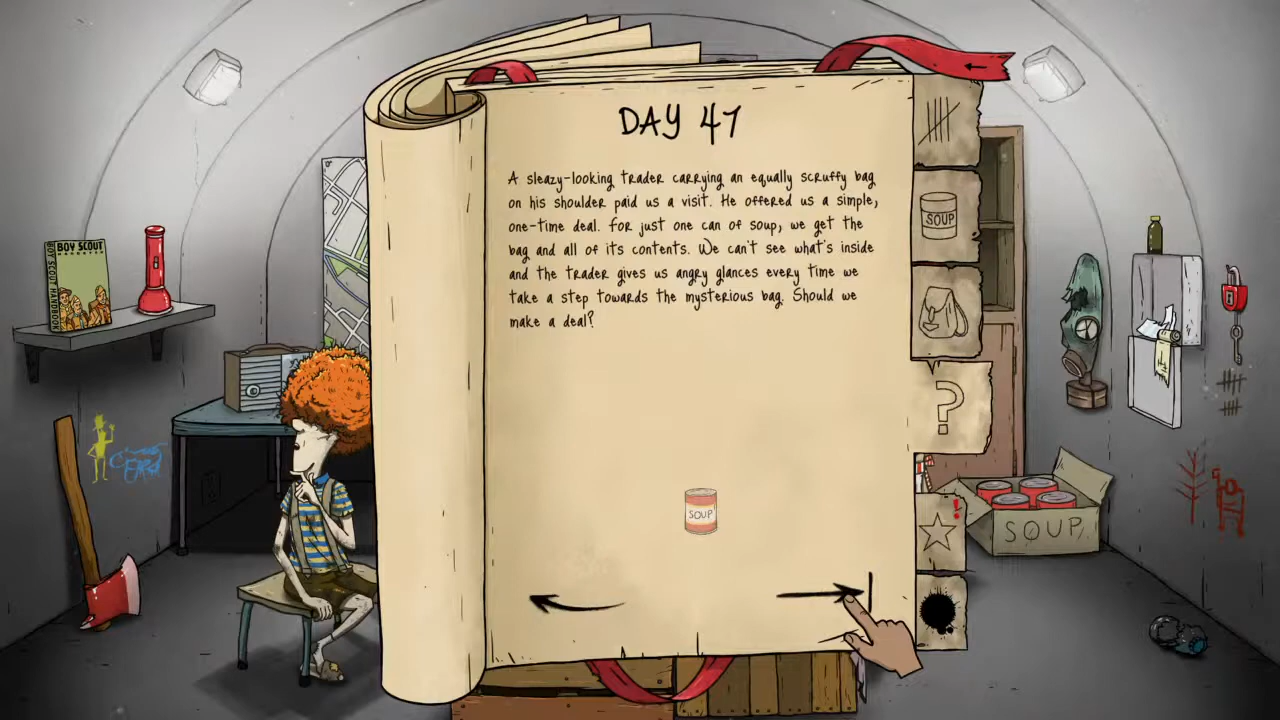 DAY 47
A sleazy-looking trader carrying an equally scruffy bag
on his shoulder paid us a visit. He offered us a simple,
one-time deal. For just one can of soup, we get the
bag and all of its contents. We can't see what's inside
and the trader gives us angry glances every time we
take a step towards the mysterious bag. Should we
make a deal?
SOUP
SOUP
?
!
BOY SCOUT
BOY SCOUT HANDBOOK
SOUP